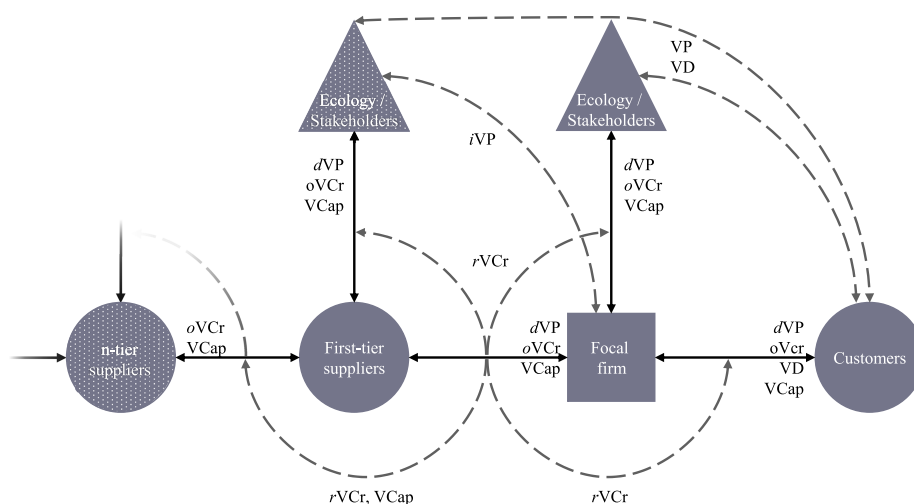 VP
VD
Ecology /
Stakeholders
Ecology /
Stakeholders
iVP
dVP
oVCr
VCap
dVP
oVCr
VCap
rVCr
n-tier
suppliers
oVCr
VCap
First-tier
suppliers
dVP
oVCr
VCap
Focal
firm
dVP
oVcr
VD
VCap
Customers
rVCr, VCap
rVCr